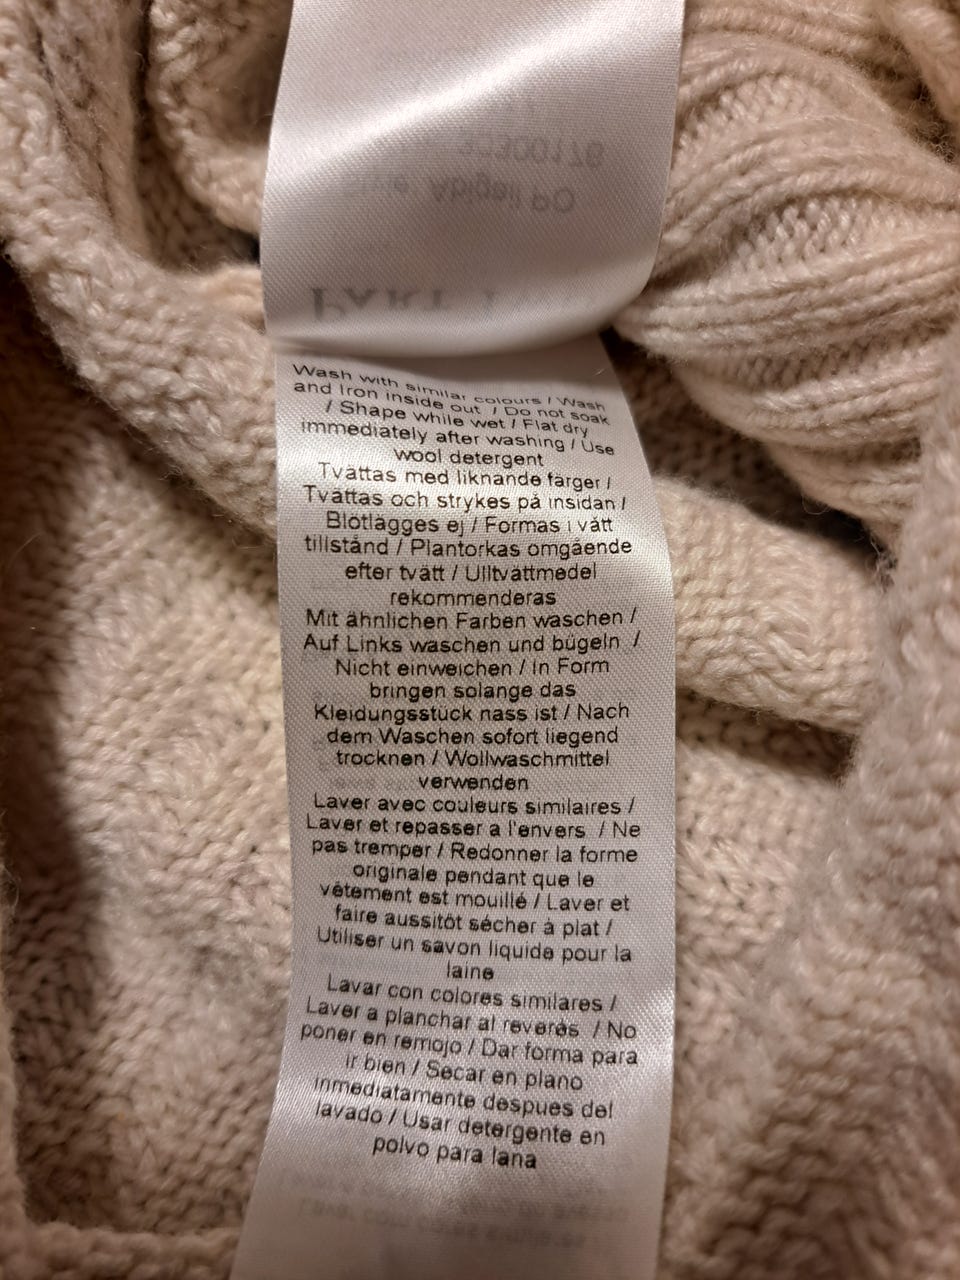 Wash with similar colours / Wash
and Iron inside out / Do not soak
/ Shape while wet / Flat dry
immediately after washing / Use
wool detergent
Tvättas med liknande färger /
Tvättas och strykes på insidan /
Blötlägges ej / Formas i vått
tillstånd / Plantorkas omgående
efter tvätt / Ulltvättmedel
rekommenderas
Mit ähnlichen Farben waschen /
Auf Links waschen und bügeln /
Nicht einweichen / In Form
bringen solange das
Kleidungsstück nass ist / Nach
dem Waschen sofort liegend
trocknen / Wollwaschmittel
verwenden
Laver avec couleurs similaires /
Laver et repasser a l'envers / Ne
pas tremper / Redonner la forme
originale pendant que le
vêtement est mouillé / Laver et
faire aussitôt sécher à plat /
Utiliser un savon liquide pour la
laine
Lavar con colores similares /
Laver a planchar al reverés / No
poner en remojo / Dar forma para
ir bien / Secar en plano
inmediatamente despues del
lavado / Usar detergente en
polvo para lana